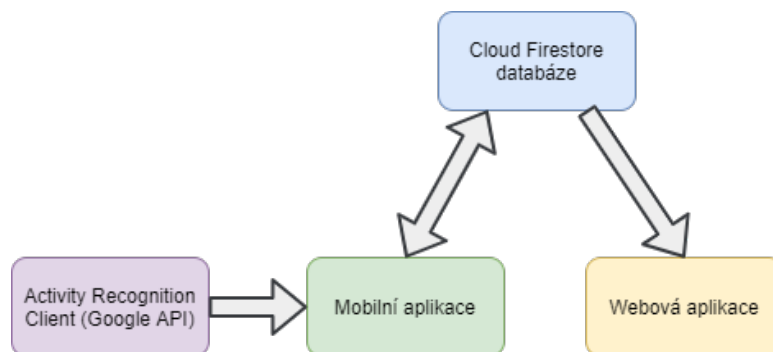 Cloud Firestore
databáze
Activity Recognition
Client (Google API)
Mobilní aplikace
Webová aplikace